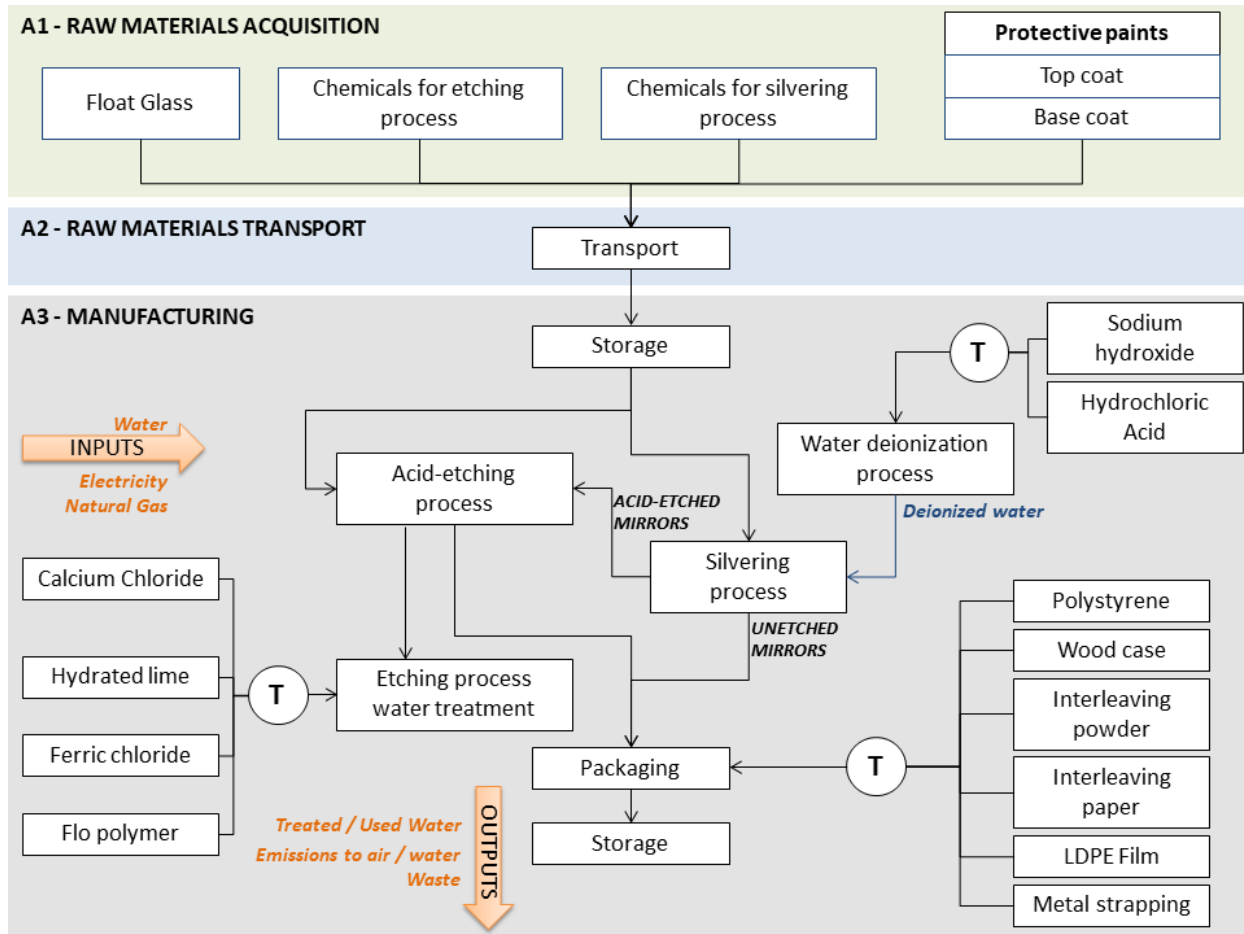 A1 - RAW MATERIALS ACQUISITION
Protective paints
Top coat
Base coat
Float Glass
Chemicals for etching
process
Chemicals for silvering
process
A2 - RAW MATERIALS TRANSPORT
Transport
A3 - MANUFACTURING
Storage
T
Sodium
hydroxide
Hydrochloric
Acid
Water
INPUTS
Electricity
Natural Gas
Acid-etching
process
ACID-ETCHED
MIRRORS
Water deionization
process
Deionized water
Silvering
process
UNETCHED
MIRRORS
Calcium Chloride
Hydrated lime
Ferric chloride
Flo polymer
T
Etching process
water treatment
Packaging
T
Polystyrene
Wood case
Interleaving
powder
Interleaving
paper
LDPE Film
Metal strapping
Storage
Treated / Used Water
Emissions to air / water
Waste
OUTPUTS